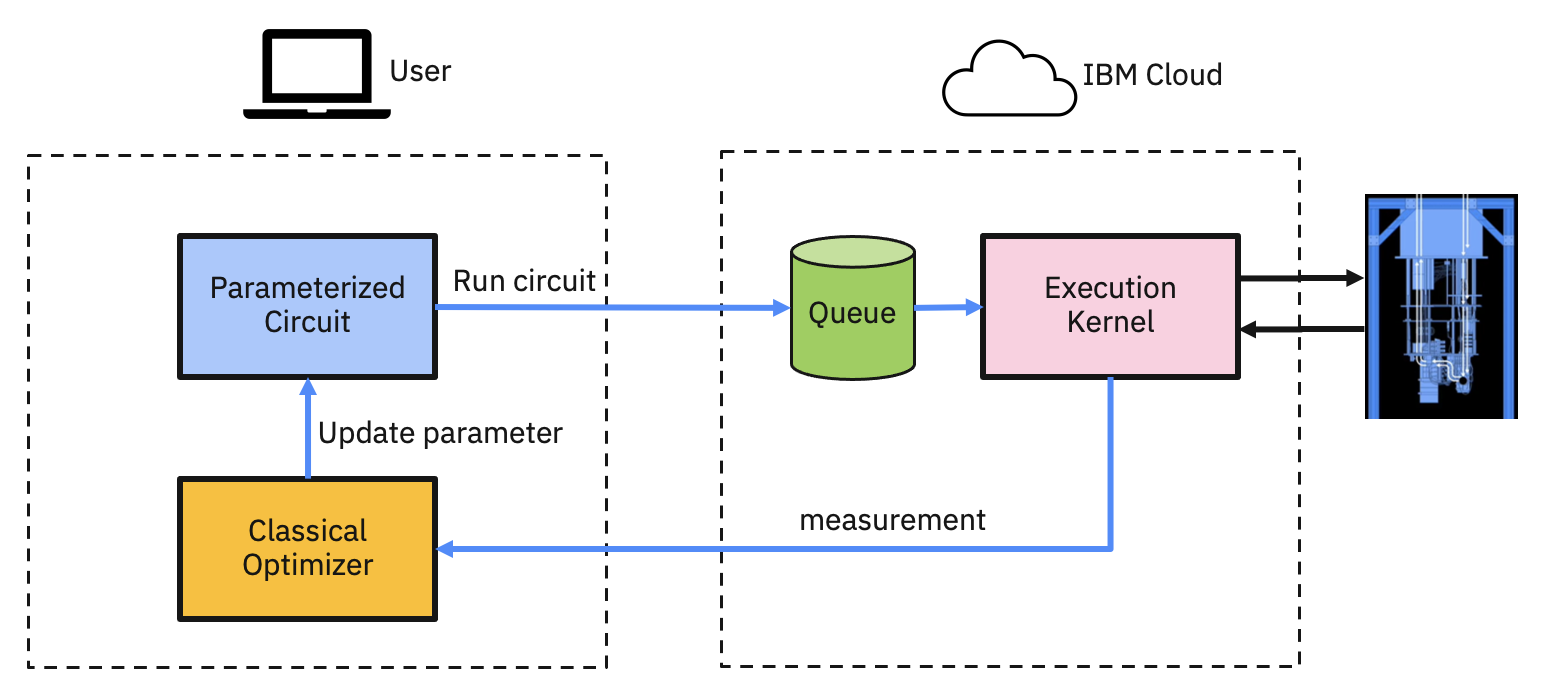 User
IBM Cloud
Parameterized
Circuit
Run circuit
Queue
Execution
Kernel
Update parameter
Classical
Optimizer
measurement